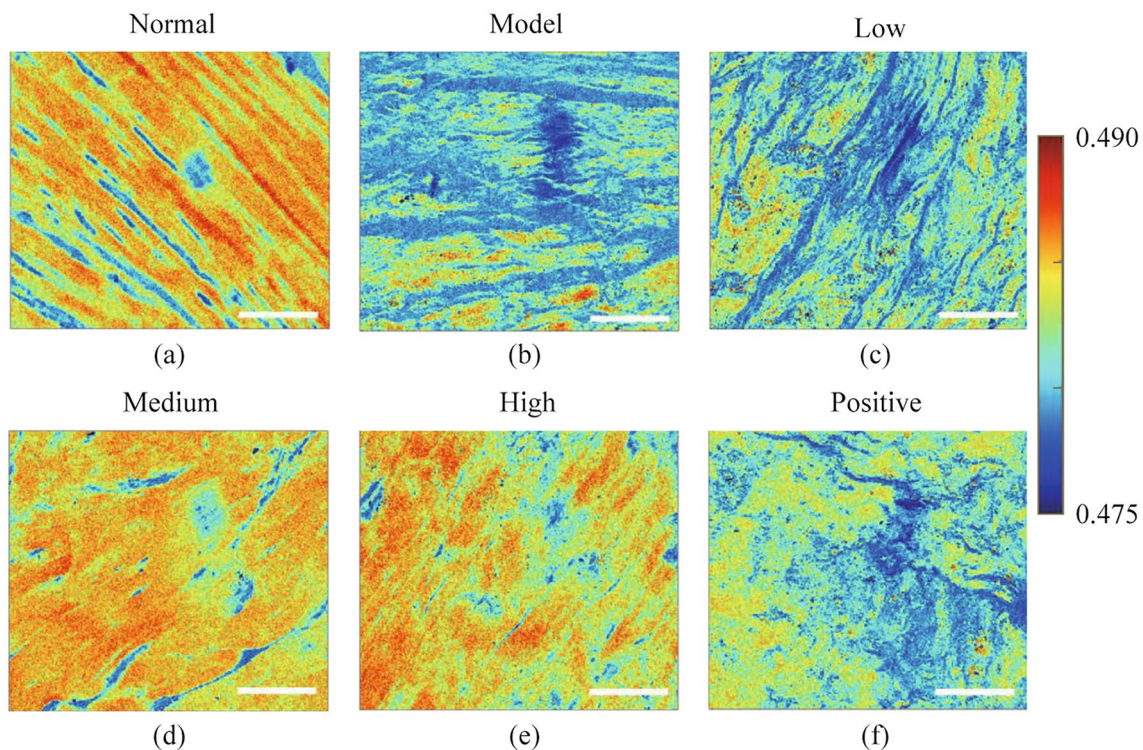 Normal Model Low
0.490
(a) (b) (c)
Medium High Positive
0.475
(d) (e) (f)